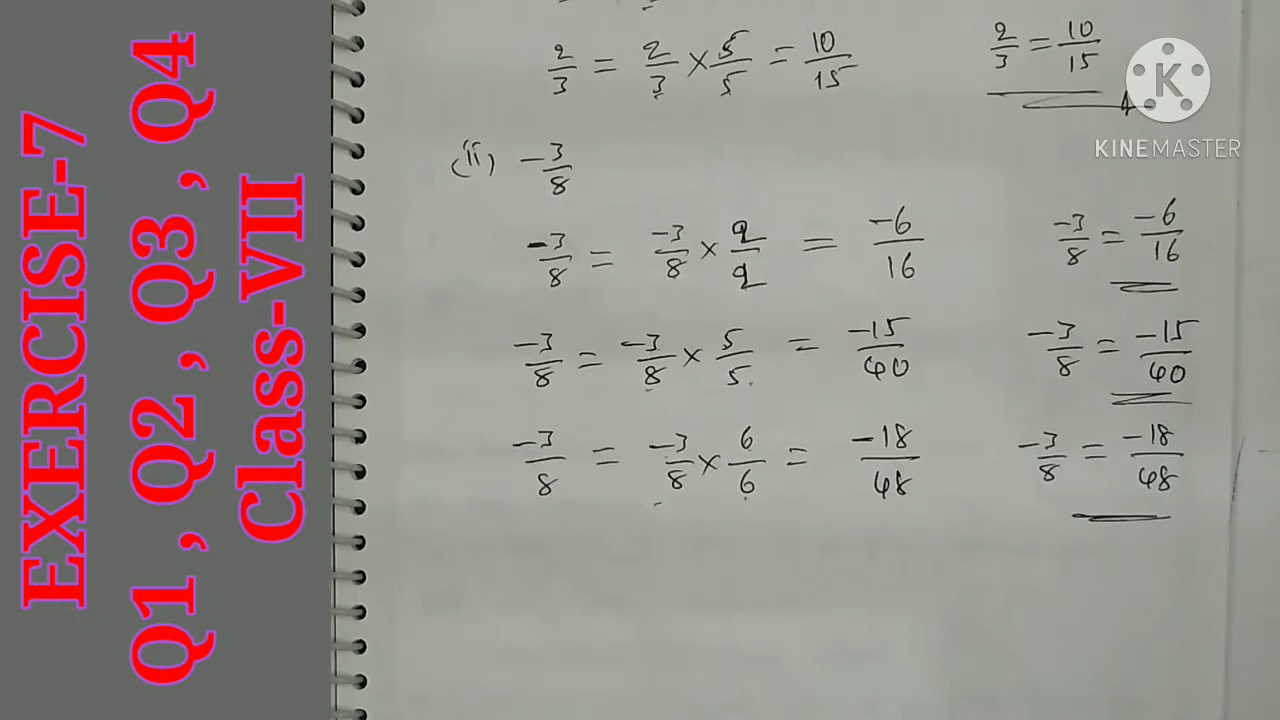 EXERCISE-7
Q1 , Q2 , Q3 , Q4
Class-VII
2/3 = 2/3 × 5/5 = 10/15    2/3 = 10/15
(ii) -3/8
-3/8 = -3/8 × 2/2 = -6/16    -3/8 = -6/16
-3/8 = -3/8 × 5/5 = -15/40    -3/8 = -15/40
-3/8 = -3/8 × 6/6 = -18/48    -3/8 = -18/48
K
KINEMASTER